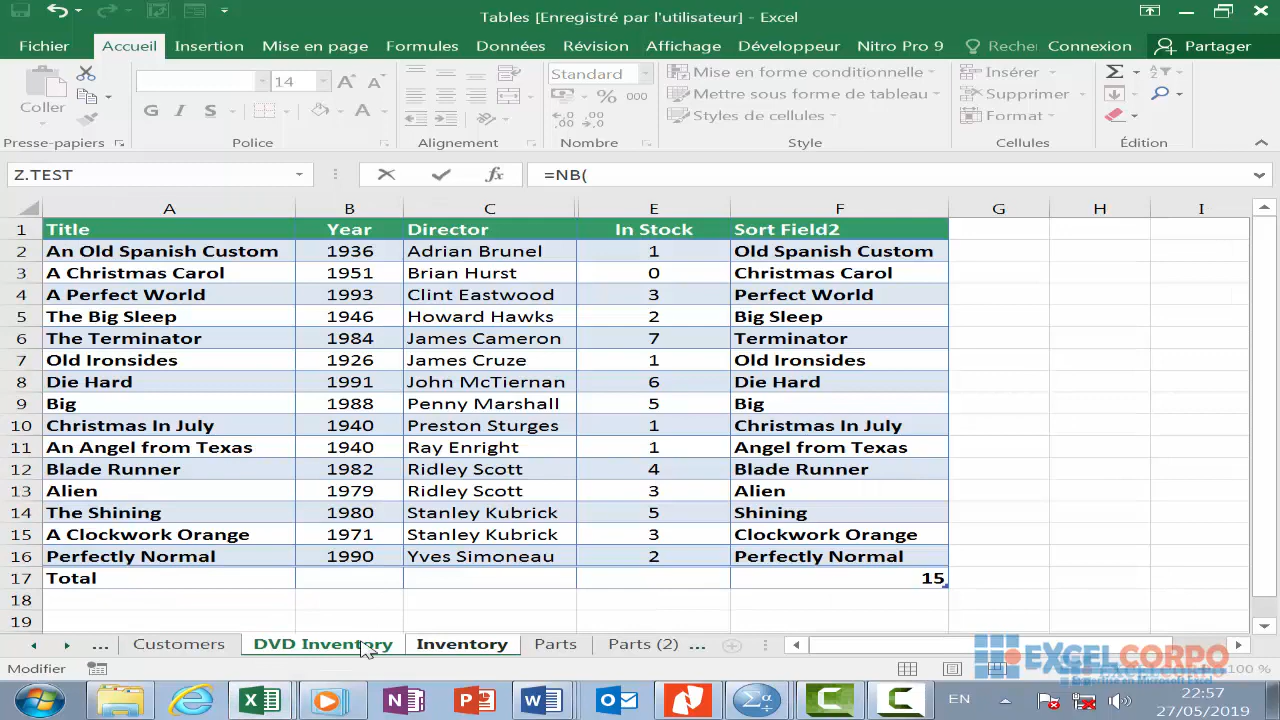 Tables [Enregistré par l'utilisateur] - Excel
Fichier Accueil Insertion Mise en page Formules Données Révision Affichage Développeur Nitro Pro 9 Recher Connexion Partager
Coller 14 Standard Mise en forme conditionnelle Insérer
G I S % 000 Mettre sous forme de tableau Supprimer
Styles de cellules Format
Presse-papiers Police Alignement Nombre Style Cellules Édition
Z.TEST =NB(
A B C E F G H I
1 Title Year Director In Stock Sort Field2
2 An Old Spanish Custom 1936 Adrian Brunel 1 Old Spanish Custom
3 A Christmas Carol 1951 Brian Hurst 0 Christmas Carol
4 A Perfect World 1993 Clint Eastwood 3 Perfect World
5 The Big Sleep 1946 Howard Hawks 2 Big Sleep
6 The Terminator 1984 James Cameron 7 Terminator
7 Old Ironsides 1926 James Cruze 1 Old Ironsides
8 Die Hard 1991 John McTiernan 6 Die Hard
9 Big 1988 Penny Marshall 5 Big
10 Christmas In July 1940 Preston Sturges 1 Christmas In July
11 An Angel from Texas 1940 Ray Enright 1 Angel from Texas
12 Blade Runner 1982 Ridley Scott 4 Blade Runner
13 Alien 1979 Ridley Scott 3 Alien
14 The Shining 1980 Stanley Kubrick 5 Shining
15 A Clockwork Orange 1971 Stanley Kubrick 3 Clockwork Orange
16 Perfectly Normal 1990 Yves Simoneau 2 Perfectly Normal
17 Total 15
18
19
... Customers DVD Inventory Inventory Parts Parts (2) ...
EXCELCORPO
Modifier 100 %
EN 22:57
27/05/2019